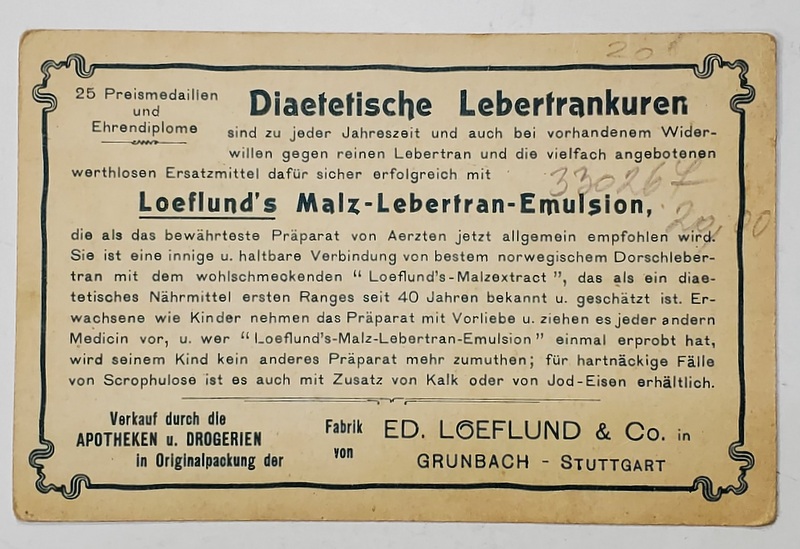 20
25 Preismedaillen
und
Ehrendiplome
Diaetetische Lebertrankuren
sind zu jeder Jahreszeit und auch bei vorhandenem Wider-
willen gegen reinen Lebertran und die vielfach angebotenen
werthlosen Ersatzmittel dafür sicher erfolgreich mit
330267
Loeflund's Malz-Lebertran-Emulsion,
20,00
die als das bewährteste Präparat von Aerzten jetzt allgemein empfohlen wird.
Sie ist eine innige u. haltbare Verbindung von bestem norwegischem Dorschleber-
tran mit dem wohlschmeckenden “ Loeflund's-Malzextract ”, das als ein diae-
tetisches Nährmittel ersten Ranges seit 40 Jahren bekannt u. geschätzt ist. Er-
wachsene wie Kinder nehmen das Präparat mit Vorliebe u. ziehen es jeder andern
Medicin vor, u. wer “ Loeflund's-Malz-Lebertran-Emulsion ” einmal erprobt hat,
wird seinem Kind kein anderes Präparat mehr zumuthen; für hartnäckige Fälle
von Scrophulose ist es auch mit Zusatz von Kalk oder von Jod-Eisen erhältlich.
Verkauf durch die
APOTHEKEN u. DROGERIEN
in Originalpackung der
Fabrik
von
ED. LOEFLUND & Co. in
GRUNBACH - STUTTGART